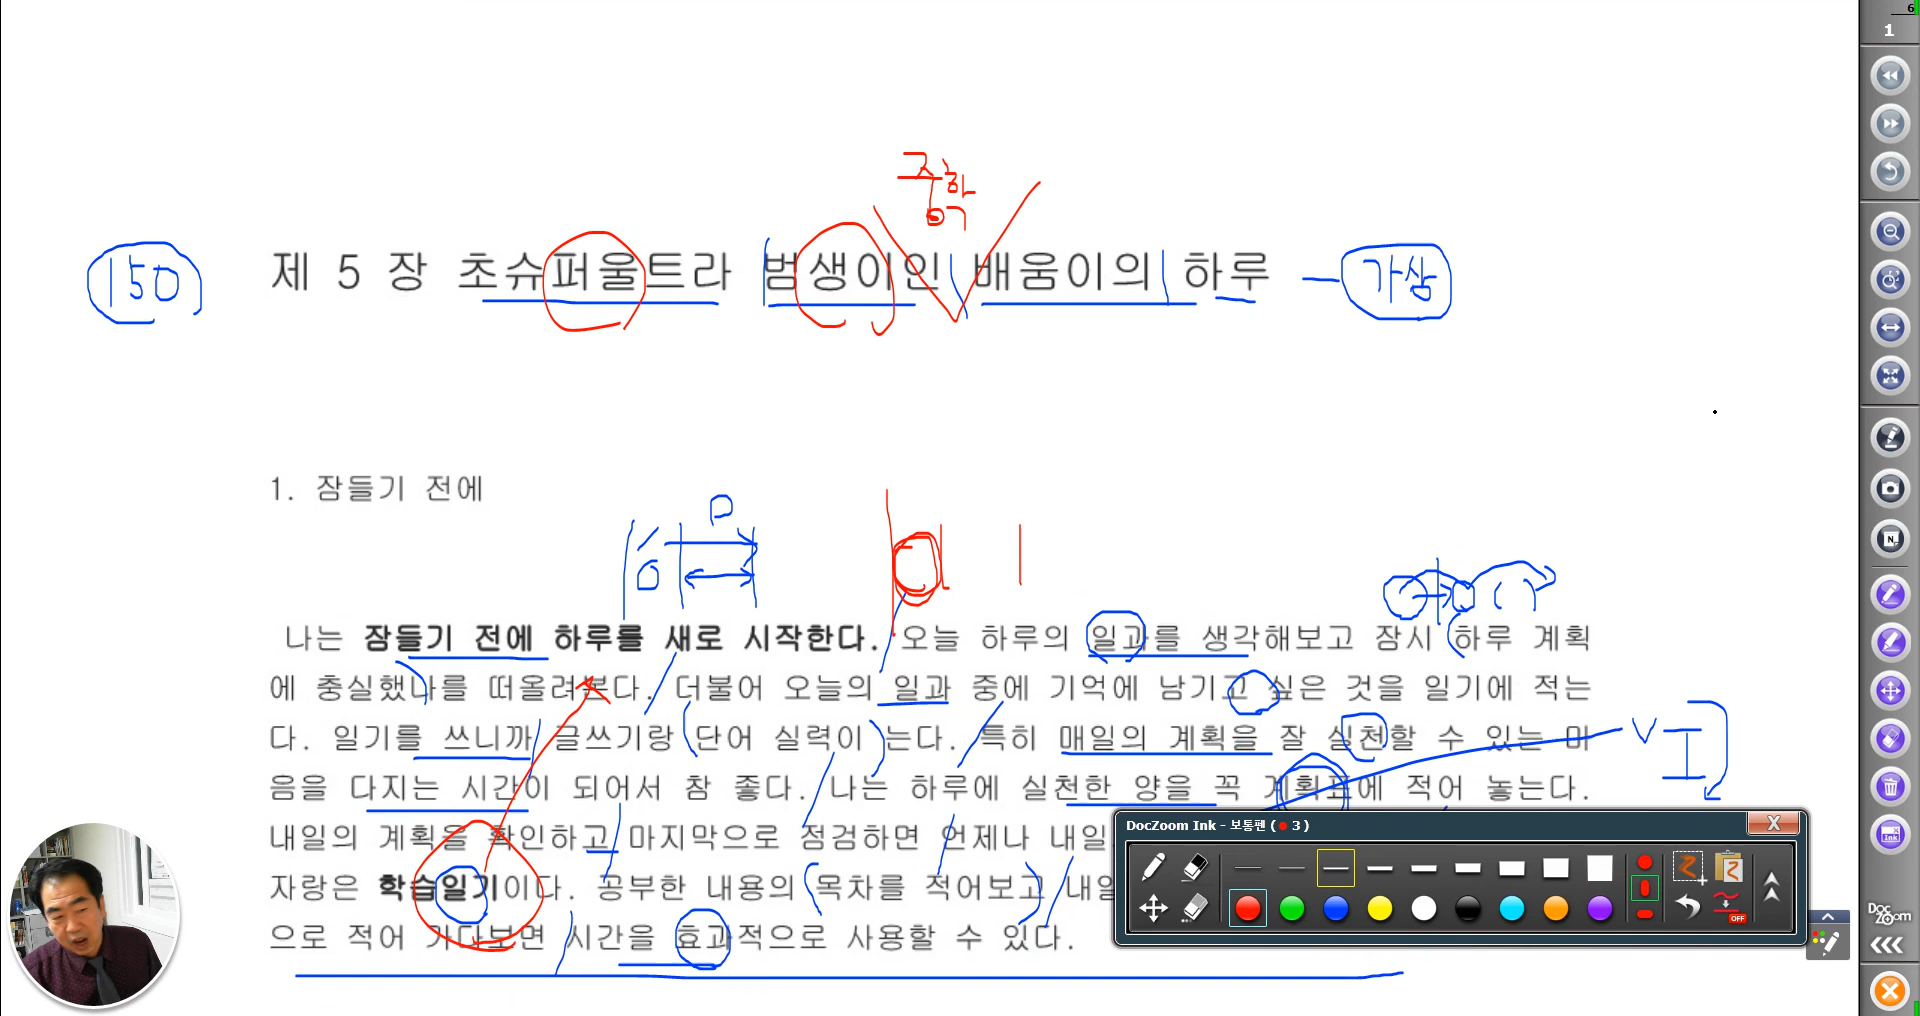 6
1
중학
여
150
제 5 장 초슈퍼울트라 범생이인 배움이의 하루 - 가상
1. 잠들기 전에
나는 잠들기 전에 하루를 새로 시작한다. 오늘 하루의 일과를 생각해보고 잠시 하루 계획
에 충실했나를 떠올려본다. 더불어 오늘의 일과 중에 기억에 남기고 싶은 것을 일기에 적는
다. 일기를 쓰니까 글쓰기랑 단어 실력이 는다. 특히 매일의 계획을 잘 실천할 수 있는 마
음을 다지는 시간이 되어서 참 좋다. 나는 하루에 실천한 양을 꼭 계획표에 적어 놓는다.
내일의 계획을 확인하고 마지막으로 점검하면 언제나 내일
자랑은 학습일기이다. 공부한 내용의 목차를 적어보고 내일
으로 적어 가다보면 시간을 효과적으로 사용할 수 있다.
DocZoom Ink - 보통펜 ( 3 )
X
OFF
N
Ink
DocZoom